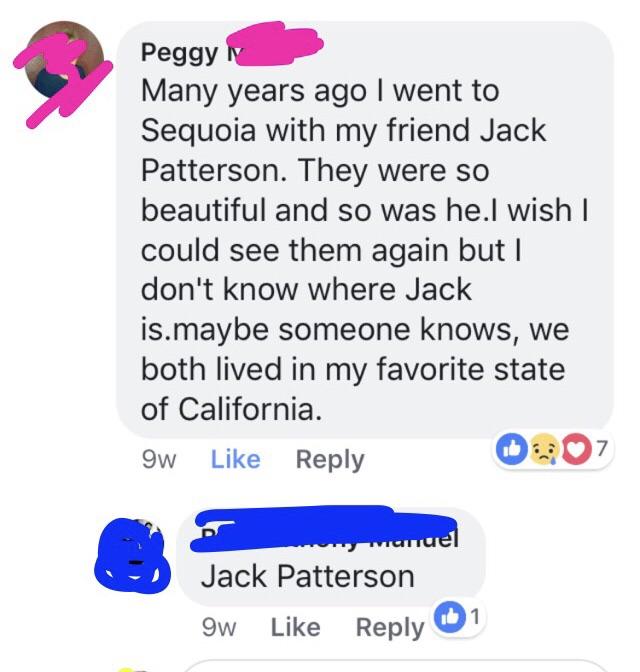 Peggy
Many years ago I went to
Sequoia with my friend Jack
Patterson. They were so
beautiful and so was he.I wish I
could see them again but I
don't know where Jack
is.maybe someone knows, we
both lived in my favorite state
of California.
9w Like Reply 7
Manuel
Jack Patterson
9w Like Reply 1